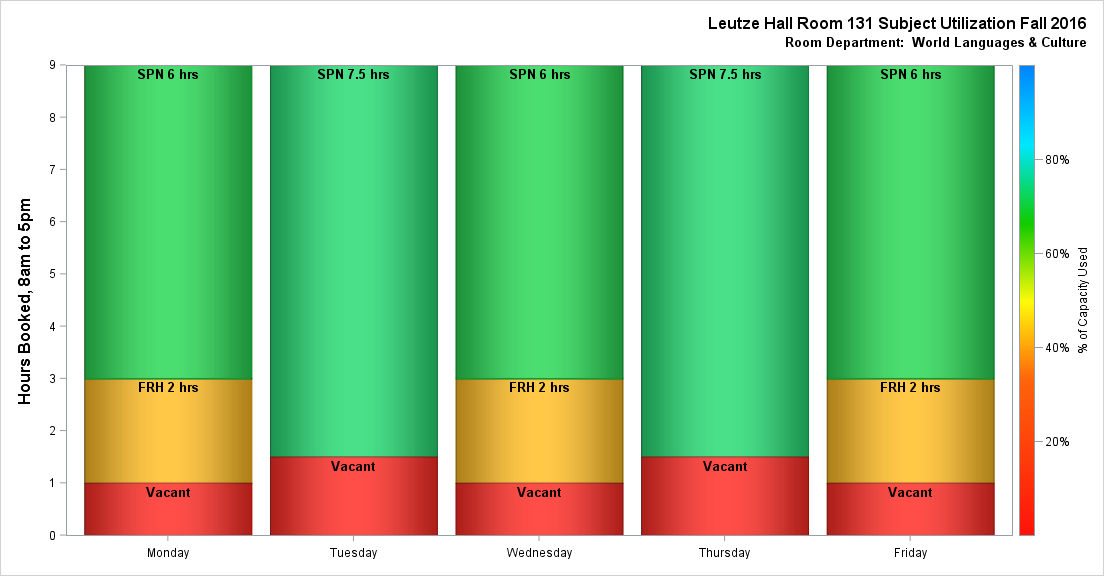 Leutze Hall Room 131 Subject Utilization Fall 2016
Room Department:  World Languages & Culture
Hours Booked, 8am to 5pm
9
8
7
6
5
4
3
2
1
0
SPN 6 hrs
FRH 2 hrs
Vacant
SPN 7.5 hrs
Vacant
SPN 6 hrs
FRH 2 hrs
Vacant
SPN 7.5 hrs
Vacant
SPN 6 hrs
FRH 2 hrs
Vacant
Monday
Tuesday
Wednesday
Thursday
Friday
80%
60%
40%
20%
% of Capacity Used